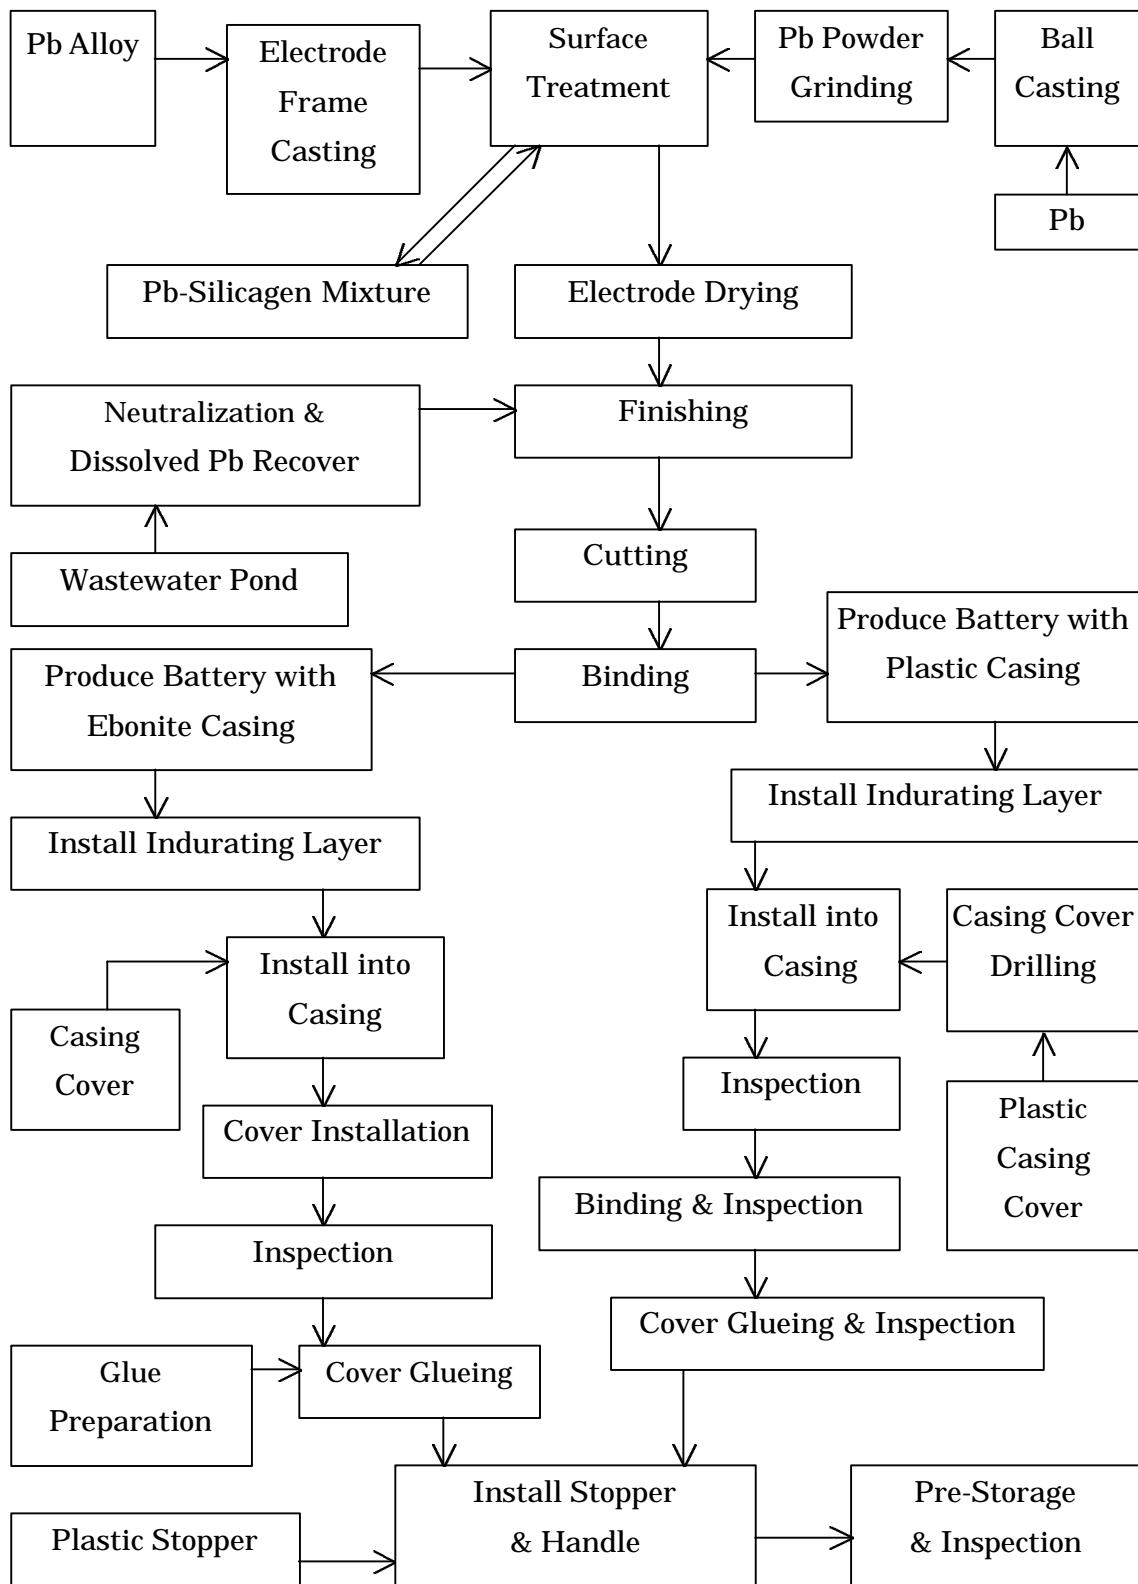 Pb Alloy
Electrode
Frame
Casting
Surface
Treatment
Pb Powder
Grinding
Ball
Casting
Pb
Pb-Silicagen Mixture
Electrode Drying
Neutralization &
Dissolved Pb Recover
Finishing
Wastewater Pond
Cutting
Produce Battery with
Ebonite Casing
Binding
Produce Battery with
Plastic Casing
Install Indurating Layer
Install Indurating Layer
Install into
Casing
Casing Cover
Drilling
Install into
Casing
Casing
Cover
Inspection
Plastic
Casing
Cover
Cover Installation
Binding & Inspection
Inspection
Cover Glueing & Inspection
Glue
Preparation
Cover Glueing
Plastic Stopper
Install Stopper
& Handle
Pre-Storage
& Inspection